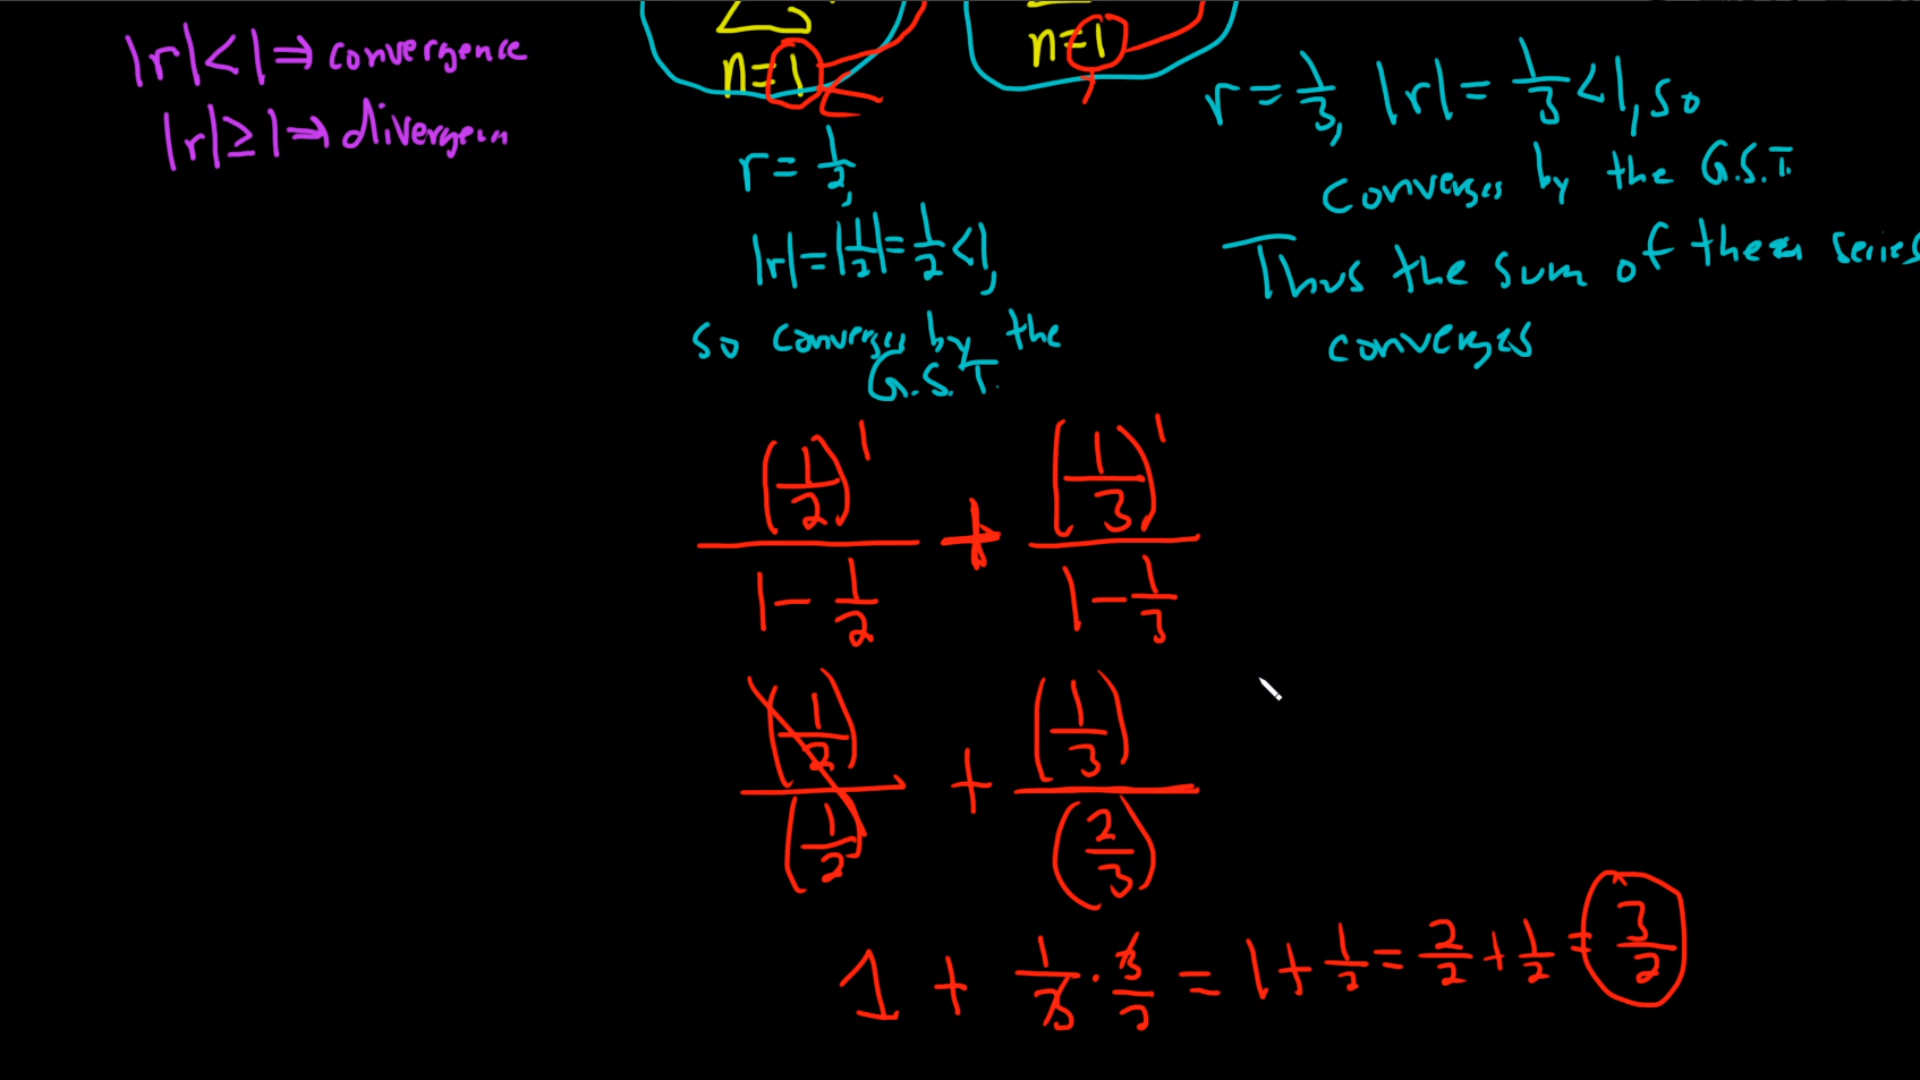 |r| < 1 ⇒ convergence
|r| ≥ 1 ⇒ divergen
n=1
n=1
r = 1/2,
|r| = |1/2| = 1/2 < 1,
so converges by the
G.S.T.
r = 1/3, |r| = 1/3 < 1, so
converges by the G.S.T.
Thus the sum of the series
converges
(1/2)^1 / (1 - 1/2) + (1/3)^1 / (1 - 1/3)
(1/2) / (1/2) + (1/3) / (2/3)
1 + 1/3 · 3/2 = 1 + 1/2 = 2/2 + 1/2 = 3/2